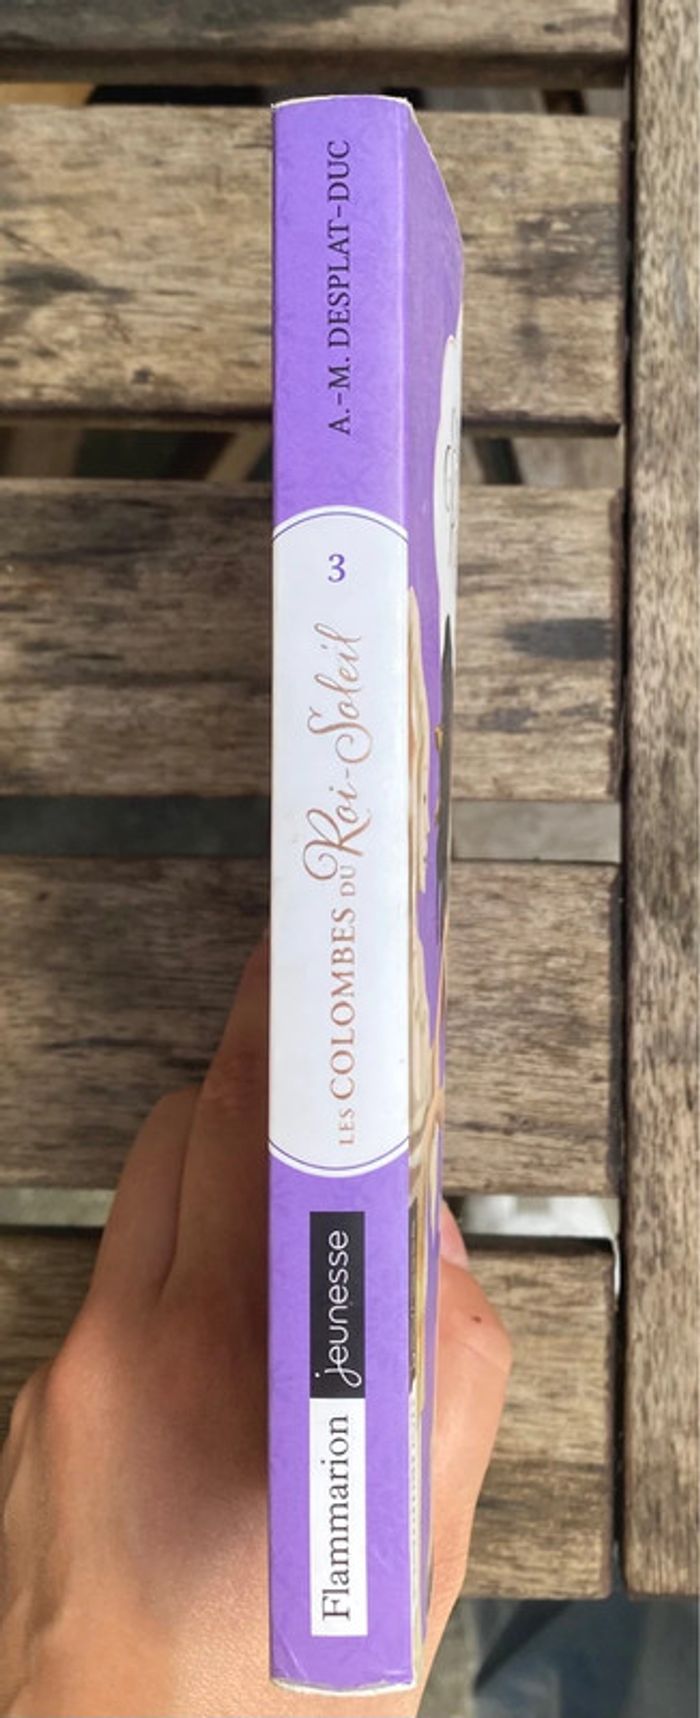 A.-M. DESPLAT-DUC
3
LES COLOMBES DU Roi-Soleil
Flammarion jeunesse